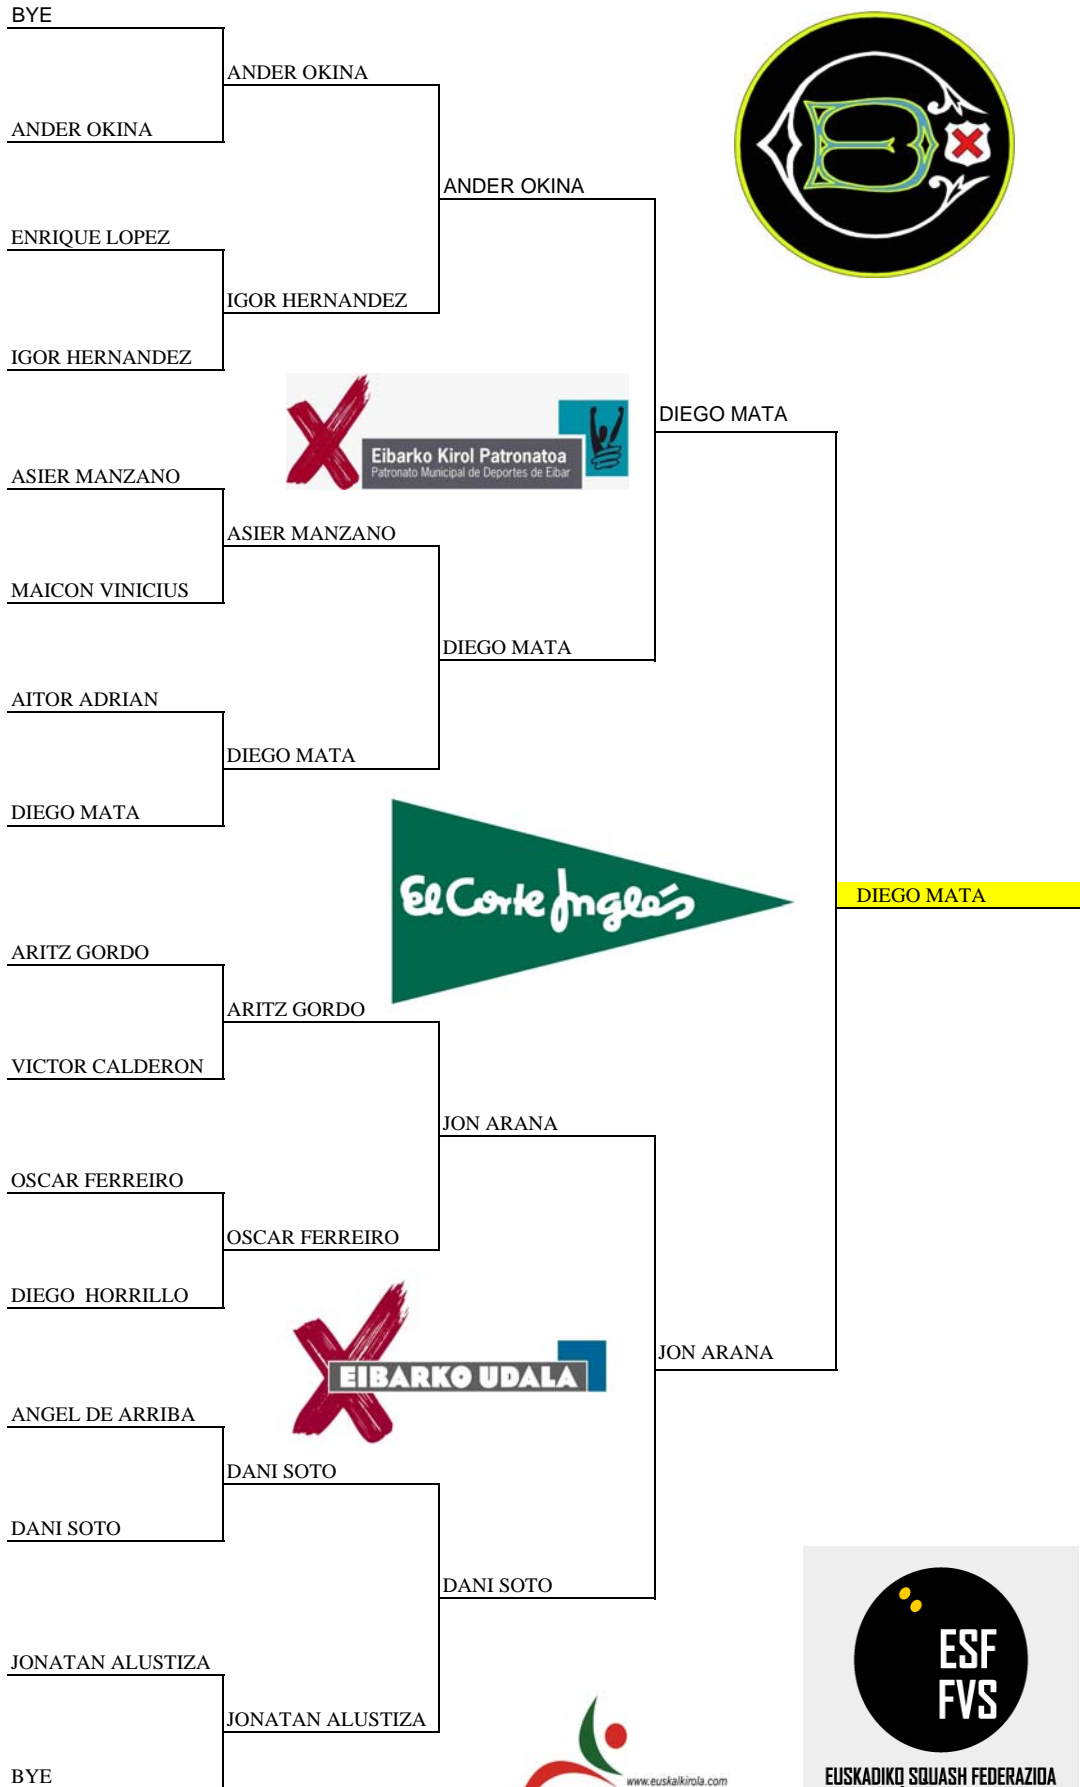 BYE
ANDER OKINA
ANDER OKINA
ANDER OKINA
ENRIQUE LOPEZ
IGOR HERNANDEZ
IGOR HERNANDEZ
Eibarko Kirol Patronatoa
Patronato Municipal de Deportes de Eibar
DIEGO MATA
ASIER MANZANO
ASIER MANZANO
MAICON VINICIUS
DIEGO MATA
AITOR ADRIAN
DIEGO MATA
DIEGO MATA
El Corte Inglés
DIEGO MATA
ARITZ GORDO
ARITZ GORDO
VICTOR CALDERON
JON ARANA
OSCAR FERREIRO
OSCAR FERREIRO
DIEGO  HORRILLO
EIBARKO UDALA
JON ARANA
ANGEL DE ARRIBA
DANI SOTO
DANI SOTO
DANI SOTO
ESF
FVS
JONATAN ALUSTIZA
JONATAN ALUSTIZA
BYE
www.euskalkirola.com
EUSKADIKO SQUASH FEDERAZIOA